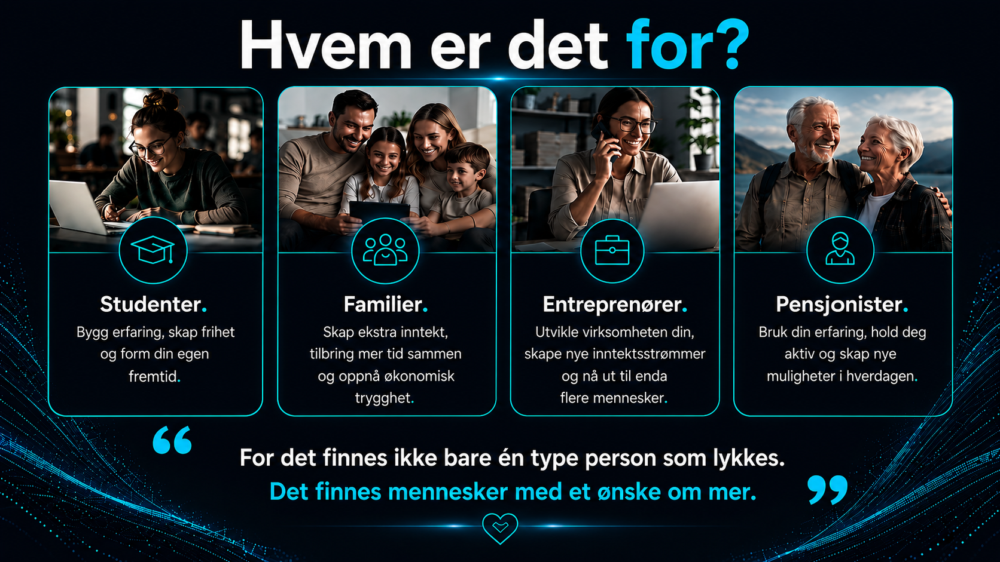 Hvem er det for?
Studenter.
Bygg erfaring, skap frihet
og form din egen
fremtid.
Familier.
Skap ekstra inntekt,
tilbring mer tid sammen
og oppnå økonomisk
trygghet.
Entreprenører.
Utvikle virksomheten din,
skape nye inntektsstrømmer
og nå ut til enda
flere mennesker.
Pensjonister.
Bruk din erfaring, hold deg
aktiv og skap nye
muligheter i hverdagen.
“For det finnes ikke bare én type person som lykkes.
Det finnes mennesker med et ønske om mer.”